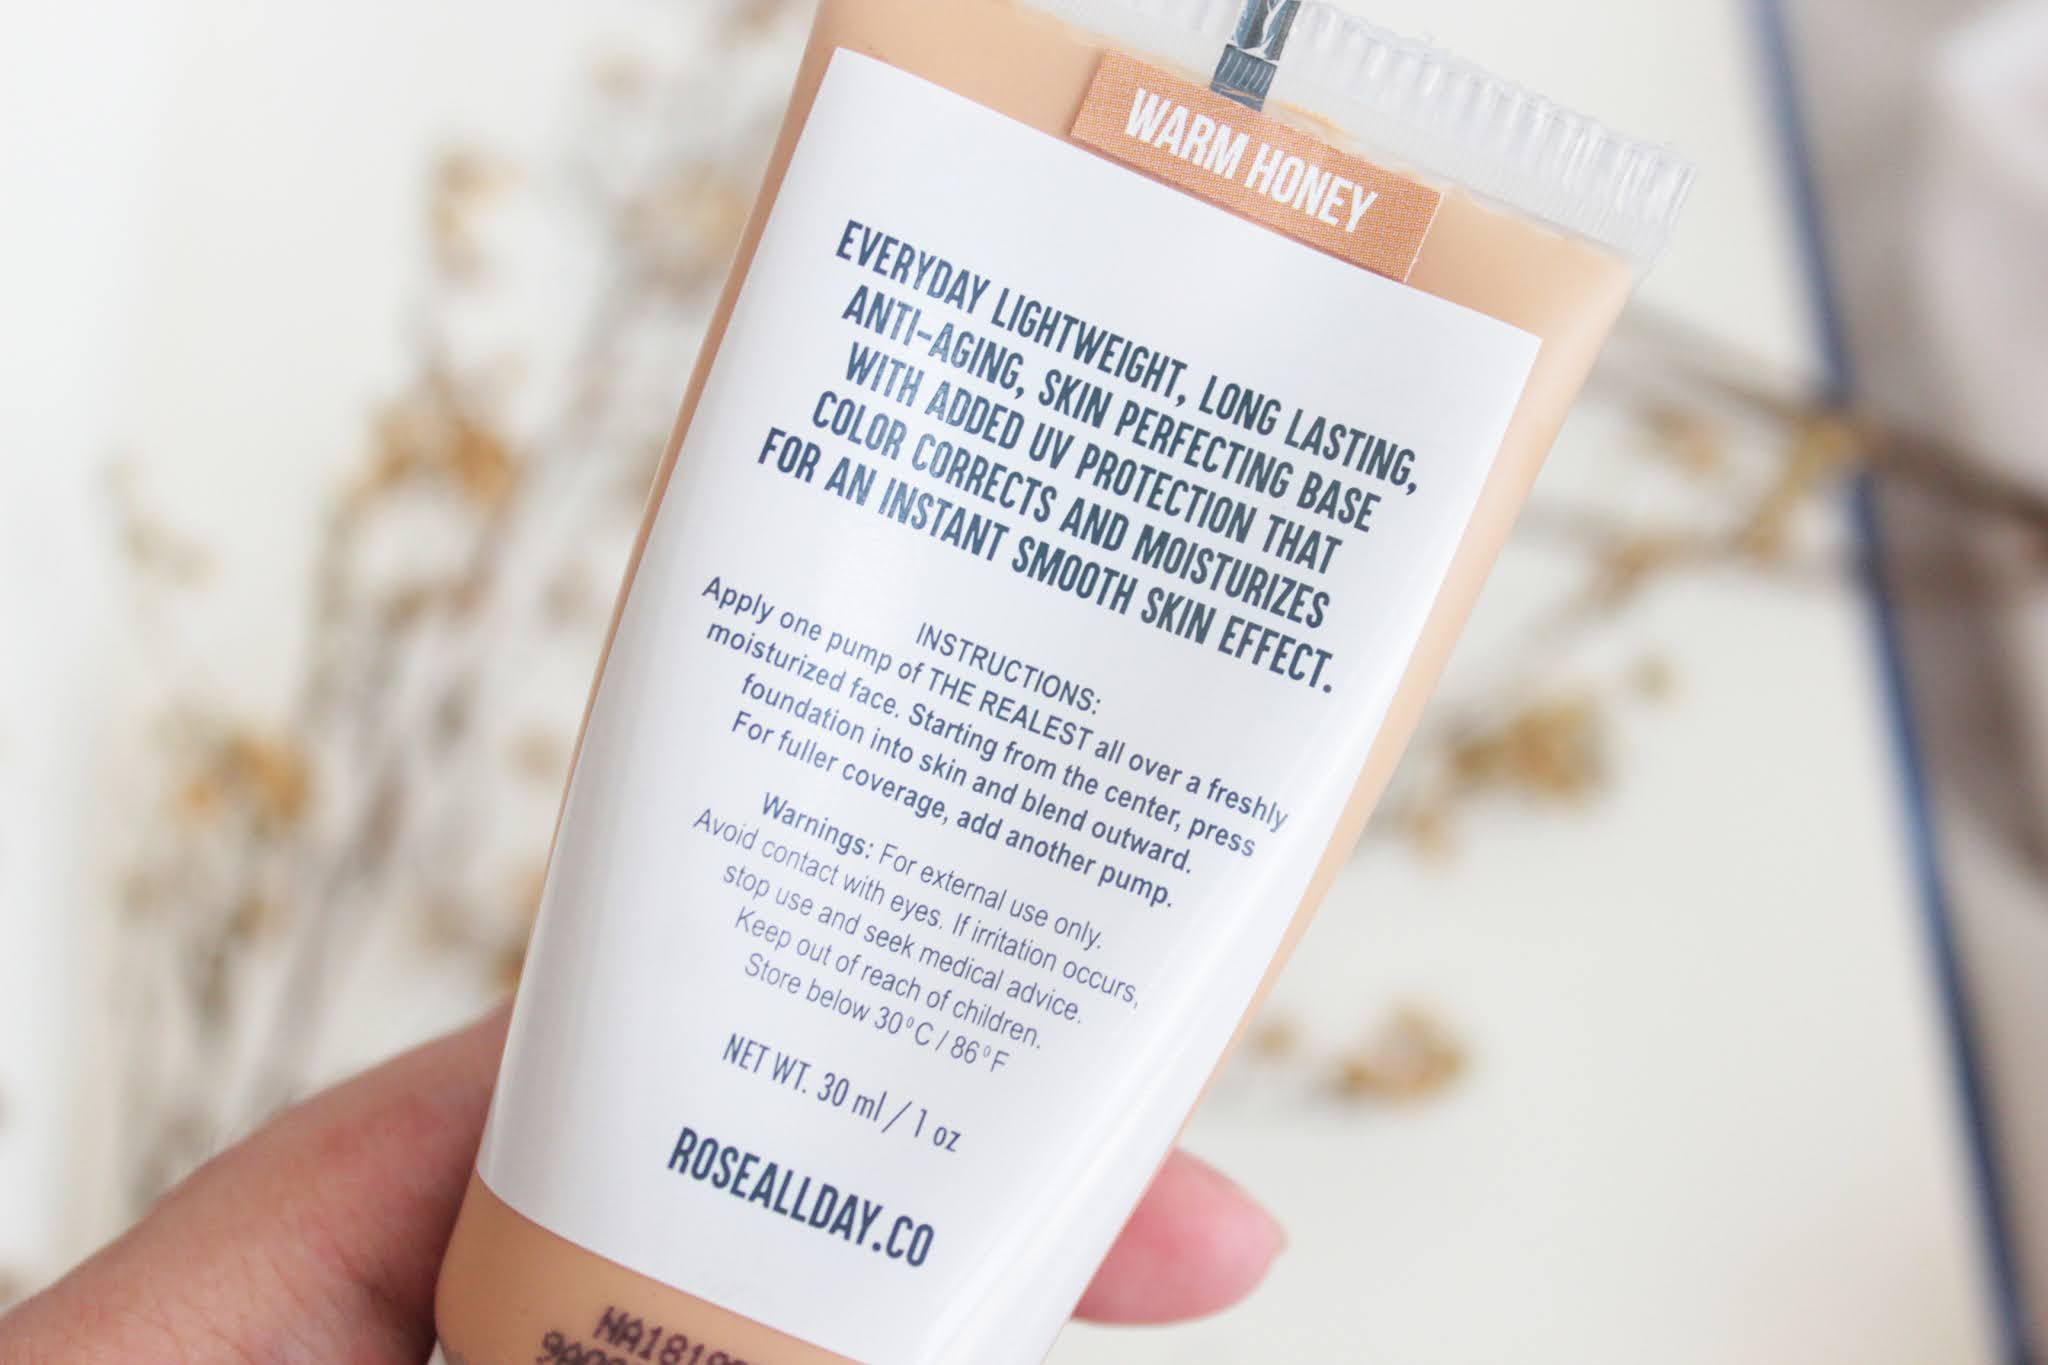 WARM HONEY
EVERYDAY LIGHTWEIGHT, LONG LASTING,
ANTI-AGING, SKIN PERFECTING BASE
WITH ADDED UV PROTECTION THAT
COLOR CORRECTS AND MOISTURIZES
FOR AN INSTANT SMOOTH SKIN EFFECT.
INSTRUCTIONS:
Apply one pump of THE REALEST all over a freshly
moisturized face. Starting from the center, press
foundation into skin and blend outward.
For fuller coverage, add another pump.
Warnings: For external use only.
Avoid contact with eyes. If irritation occurs,
stop use and seek medical advice.
Keep out of reach of children.
Store below 30°C / 86°F
NET WT. 30 ml / 1 oz
ROSEALLDAY.CO